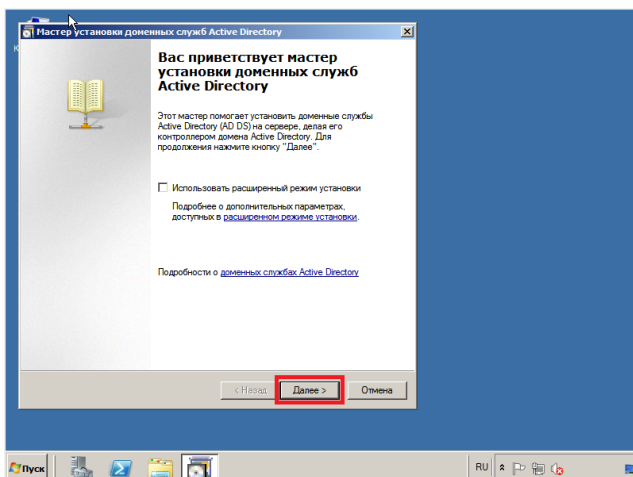 Мастер установки доменных служб Active Directory
Вас приветствует мастер
установки доменных служб
Active Directory
Этот мастер помогает установить доменные службы
Active Directory (AD DS) на сервере, делая его
контроллером домена Active Directory. Для
продолжения нажмите кнопку "Далее".
Использовать расширенный режим установки
Подробнее о дополнительных параметрах,
доступных в расширенном режиме установки.
Подробности о доменных службах Active Directory
< Назад
Далее >
Отмена
Пуск
RU